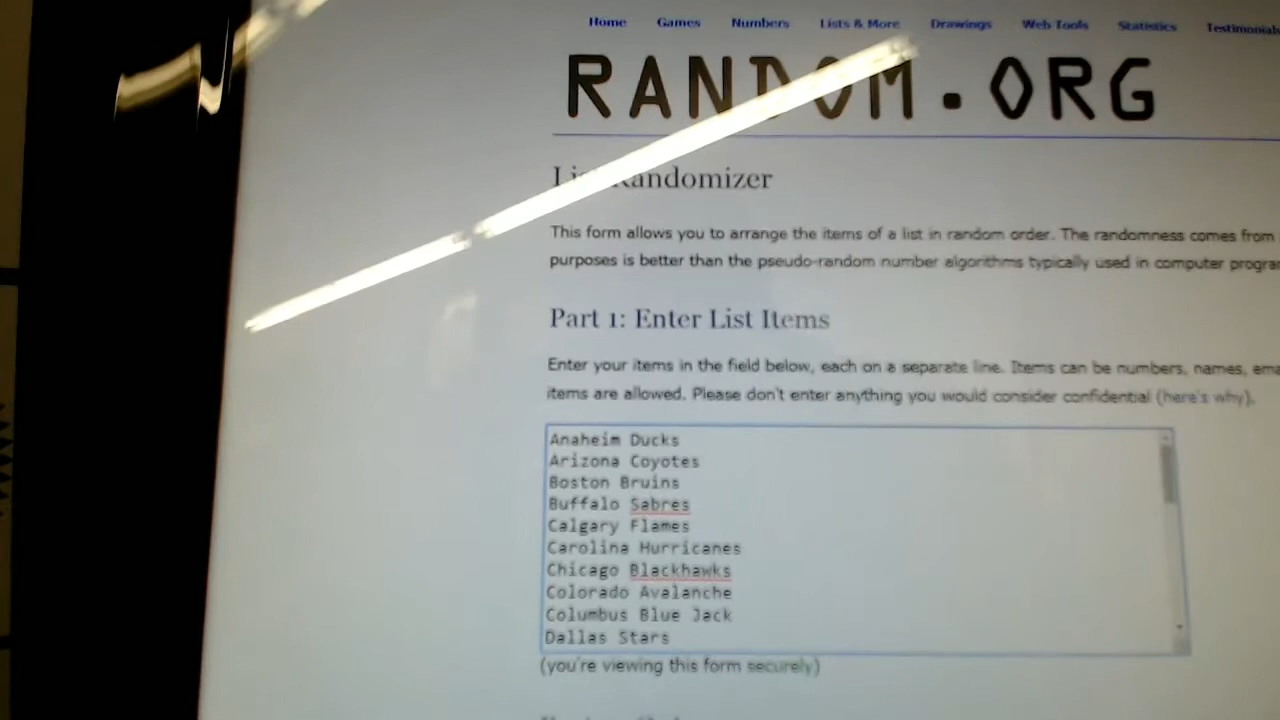 Home Games Numbers Lists & More Drawings Web Tools Statistics Testimonials
RANDOM.ORG
List Randomizer
This form allows you to arrange the items of a list in random order. The randomness comes from
purposes is better than the pseudo-random number algorithms typically used in computer
Part 1: Enter List Items
Enter your items in the field below, each on a separate line. Items can be numbers, names,
items are allowed. Please don't enter anything you would consider confidential (here's why).
Anaheim Ducks
Arizona Coyotes
Boston Bruins
Buffalo Sabres
Calgary Flames
Carolina Hurricanes
Chicago Blackhawks
Colorado Avalanche
Columbus Blue Jack
Dallas Stars
(you're viewing this form securely)